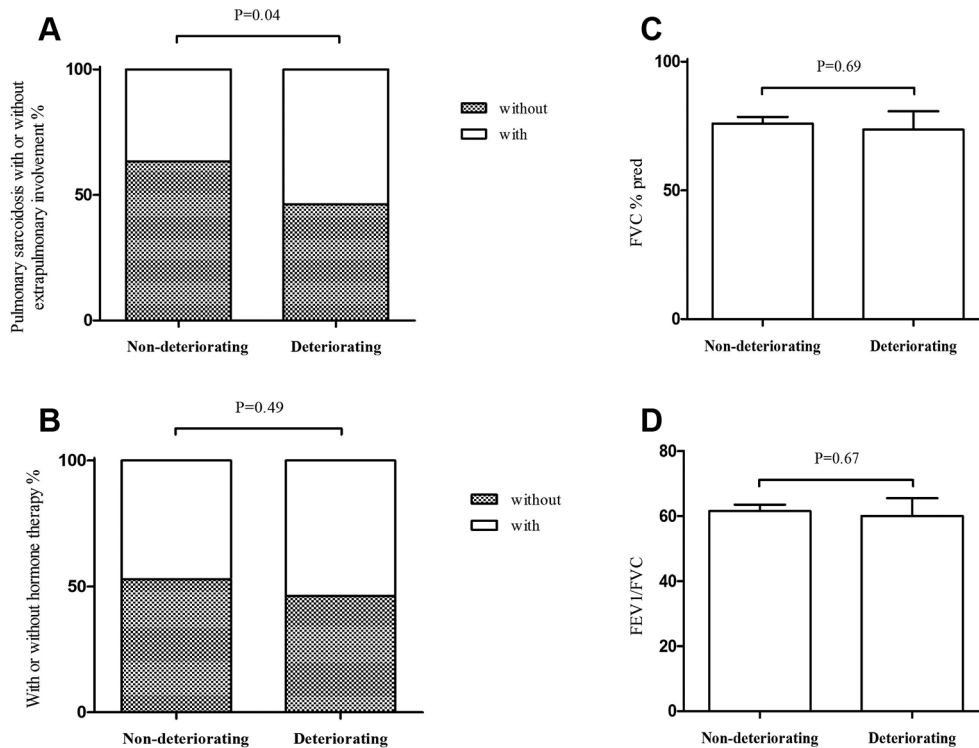 A
P=0.04
Pulmonary sarcoidosis with or without
extrapulmonary involvement %
100
50
0
Non-deteriorating
Deteriorating
without
with
B
P=0.49
With or without hormone therapy %
100
50
0
Non-deteriorating
Deteriorating
without
with
C
P=0.69
FVC % pred
100
50
0
Non-deteriorating
Deteriorating
D
P=0.67
FEV1/FVC
80
60
40
20
0
Non-deteriorating
Deteriorating